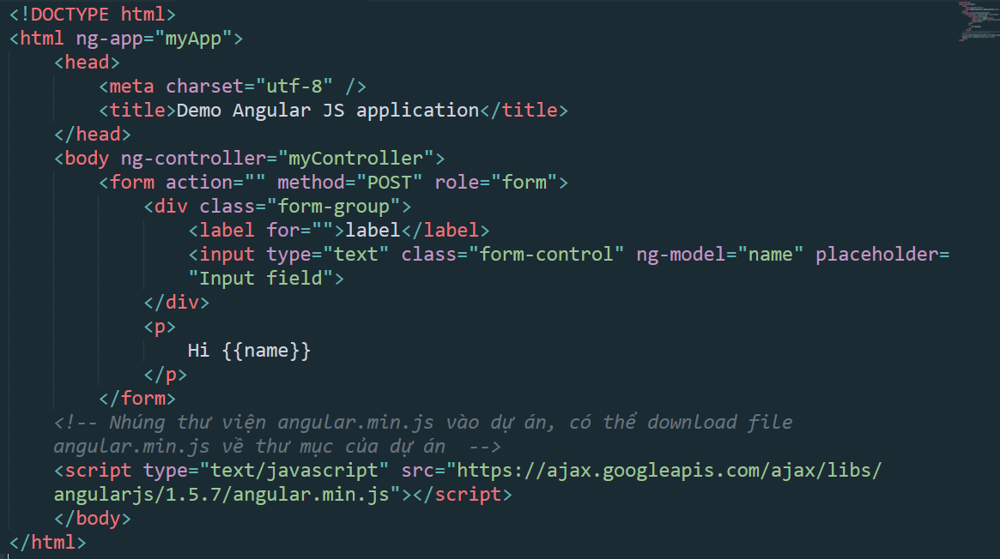 <!DOCTYPE html>
<html ng-app="myApp">
    <head>
        <meta charset="utf-8" />
        <title>Demo Angular JS application</title>
    </head>
    <body ng-controller="myController">
        <form action="" method="POST" role="form">
            <div class="form-group">
                <label for="">label</label>
                <input type="text" class="form-control" ng-model="name" placeholder=
                "Input field">
            </div>
            <p>
                Hi {{name}}
            </p>
        </form>
    <!-- Nhúng thư viện angular.min.js vào dự án, có thể download file
    angular.min.js về thư mục của dự án  -->
    <script type="text/javascript" src="https://ajax.googleapis.com/ajax/libs/
    angularjs/1.5.7/angular.min.js"></script>
    </body>
</html>